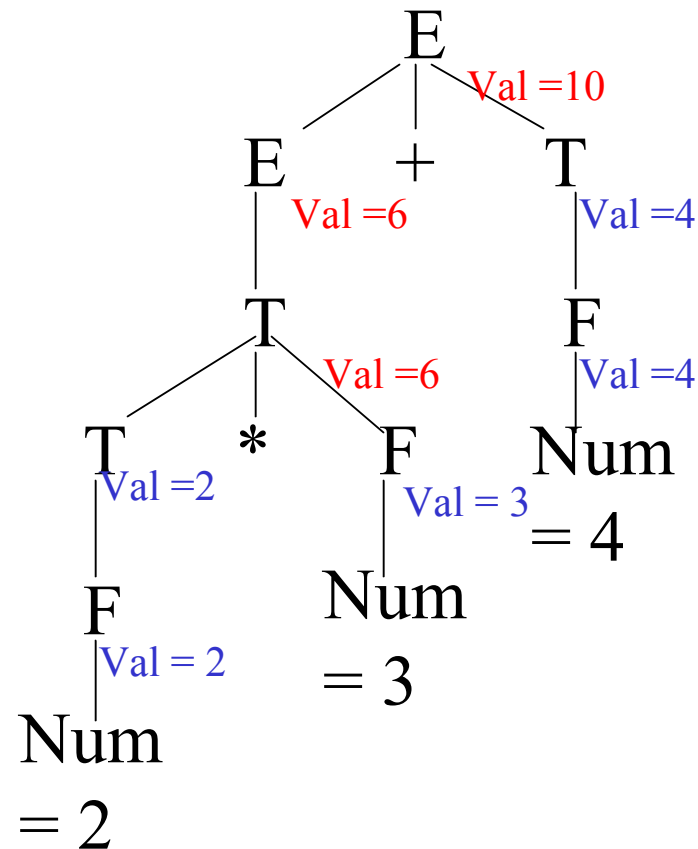 E
Val =10
E + T
Val =6 Val =4
T F
Val =6 Val =4
T * F Num
Val =2 Val = 3 = 4
F Num
Val = 2 = 3
Num
= 2